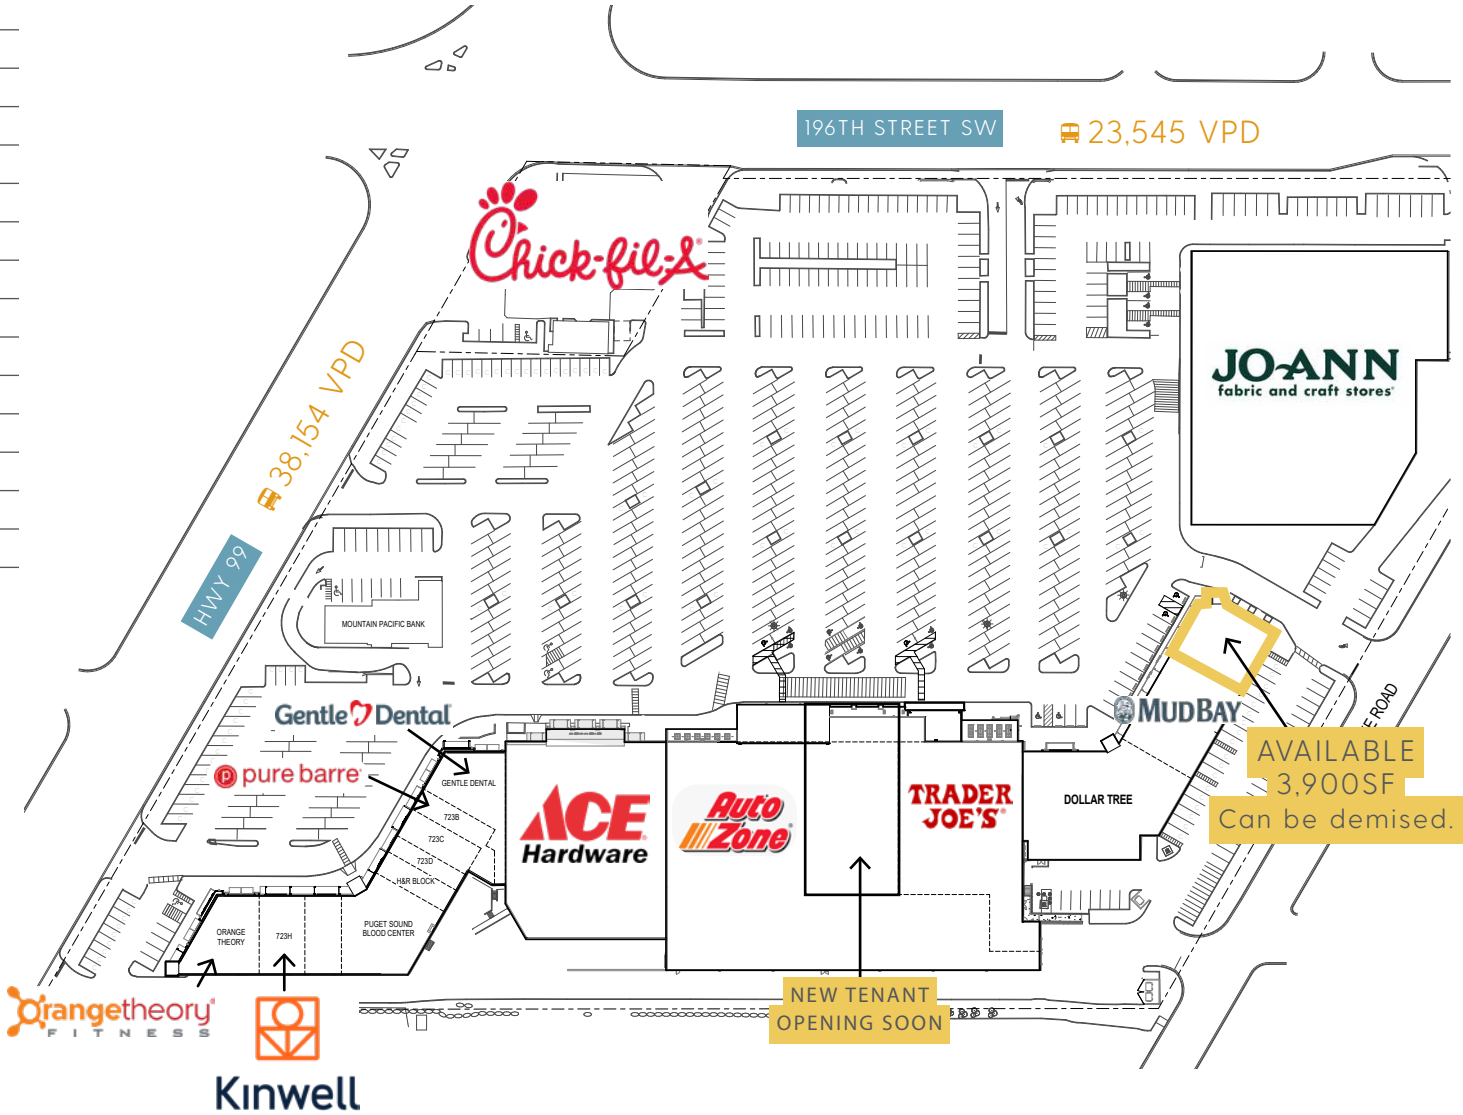 196TH STREET SW
23,545 VPD
Chick-fil-A
38,154 VPD
HWY 99
JO-ANN
fabric and craft stores
MOUNTAIN PACIFIC BANK
Gentle Dental
MUDBAY
E ROAD
pure barre
GENTLE DENTAL
AVAILABLE
3,900SF
Can be demised.
723B
723C
723D
H&R BLOCK
ACE
Hardware
Auto
Zone
TRADER
JOE'S
DOLLAR TREE
PUGET SOUND
BLOOD CENTER
ORANGE
THEORY
723H
orangetheory
FITNESS
NEW TENANT
OPENING SOON
Kinwell